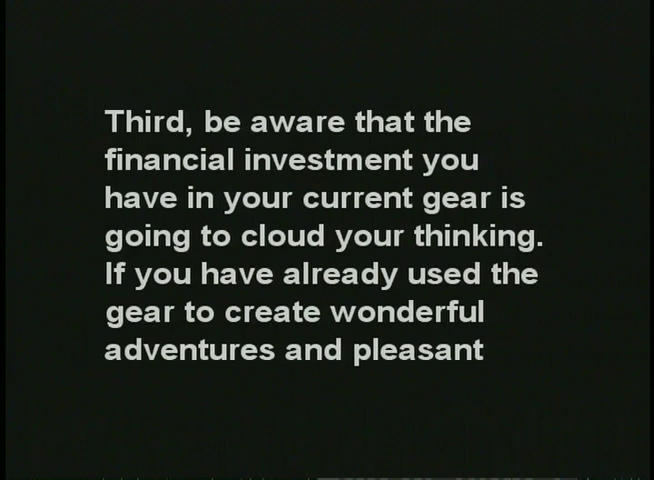 Third, be aware that the
financial investment you
have in your current gear is
going to cloud your thinking.
If you have already used the
gear to create wonderful
adventures and pleasant